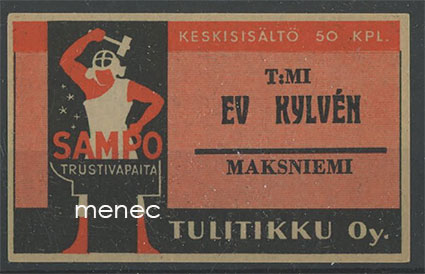 KESKISISÄLTÖ 50 KPL.
T:MI
EV KYLVÉN
MAKSNIEMI
SAMPO
TRUSTIVAPAITA
menec
TULITIKKU Oy.